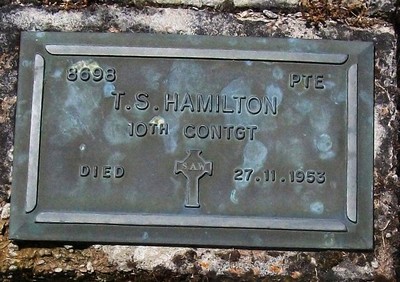 8698 PTE
T.S. HAMILTON
10TH CONTGT
S.A.W
DIED 27.11.1953